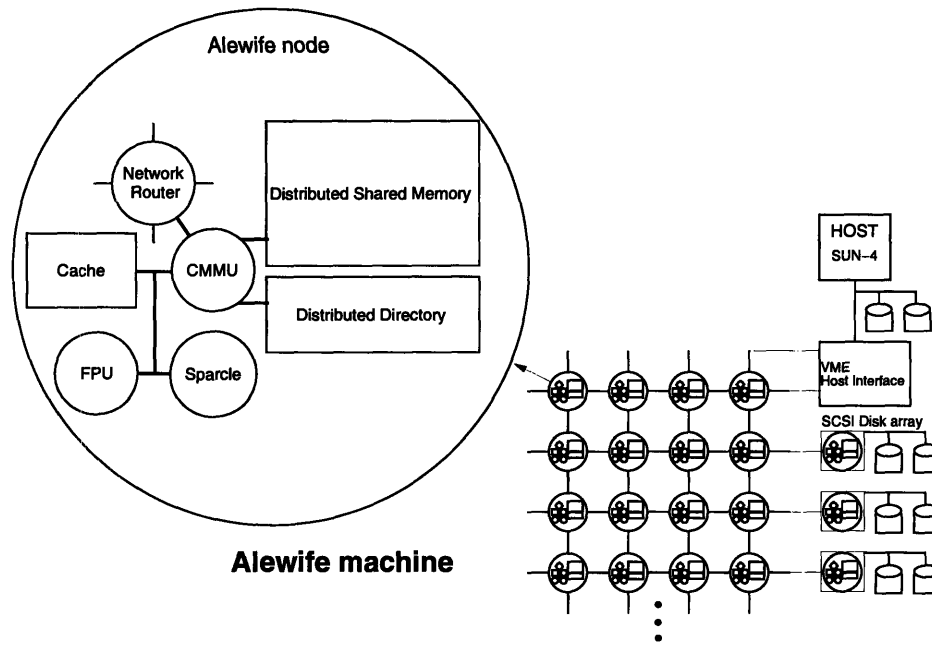 Alewife node
Network
Router
Distributed Shared Memory
Cache
CMMU
Distributed Directory
FPU
Sparcle
HOST
SUN-4
VME
Host Interface
SCSI Disk array
Alewife machine